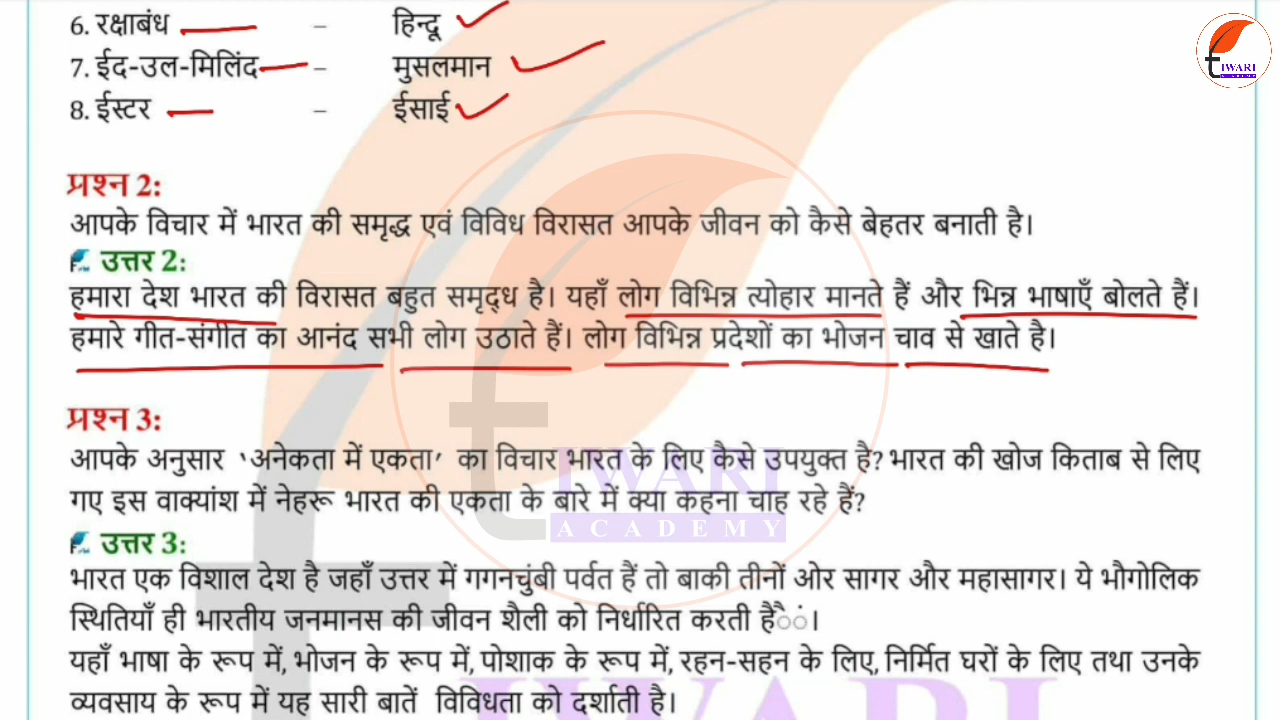 6. रक्षाबंध – हिन्दू
7. ईद-उल-मिलिंद – मुसलमान
8. ईस्टर – ईसाई
tIWARI
ACADEMY
प्रश्न 2:
आपके विचार में भारत की समृद्ध एवं विविध विरासत आपके जीवन को कैसे बेहतर बनाती है।
उत्तर 2:
हमारा देश भारत की विरासत बहुत समृद्ध है। यहाँ लोग विभिन्न त्योहार मानते हैं और भिन्न भाषाएँ बोलते हैं।
हमारे गीत-संगीत का आनंद सभी लोग उठाते हैं। लोग विभिन्न प्रदेशों का भोजन चाव से खाते है।
प्रश्न 3:
आपके अनुसार ‘अनेकता में एकता’ का विचार भारत के लिए कैसे उपयुक्त है? भारत की खोज किताब से लिए
गए इस वाक्यांश में नेहरू भारत की एकता के बारे में क्या कहना चाह रहे हैं?
tIWARI
ACADEMY
उत्तर 3:
भारत एक विशाल देश है जहाँ उत्तर में गगनचुंबी पर्वत हैं तो बाकी तीनों ओर सागर और महासागर। ये भौगोलिक
स्थितियाँ ही भारतीय जनमानस की जीवन शैली को निर्धारित करती हैंैं।
यहाँ भाषा के रूप में, भोजन के रूप में, पोशाक के रूप में, रहन-सहन के लिए, निर्मित घरों के लिए तथा उनके
व्यवसाय के रूप में यह सारी बातें विविधता को दर्शाती है।
tIWARI